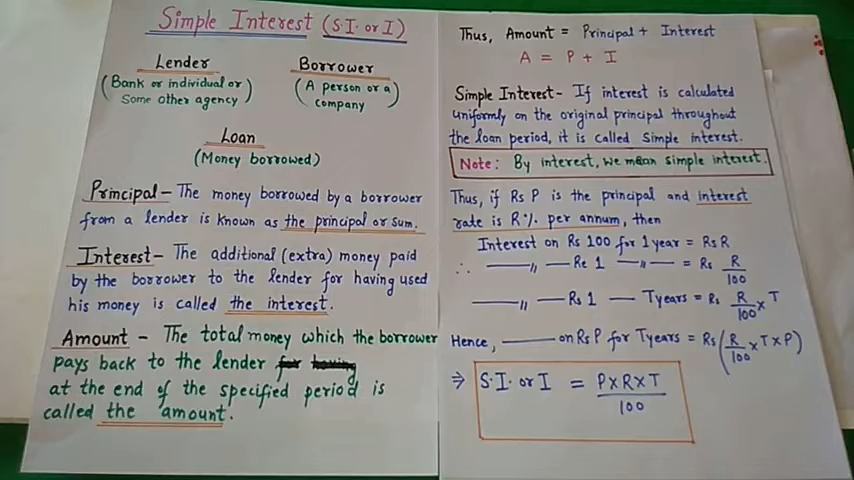 Simple Interest (S.I. or I)
Lender
(Bank or individual or
Some other agency)
Borrower
(A person or a
company)
Loan
(Money borrowed)
Principal - The money borrowed by a borrower
from a lender is known as the principal or sum.
Interest - The additional (extra) money paid
by the borrower to the lender for having used
his money is called the interest.
Amount - The total money which the borrower
pays back to the lender for having
at the end of the specified period is
called the amount.
Thus, Amount = Principal + Interest
A = P + I
Simple Interest - If interest is calculated
uniformly on the original principal throughout
the loan period, it is called simple interest.
Note: By interest, we mean simple interest.
Thus, if Rs P is the principal and interest
rate is R%. per annum, then
Interest on Rs 100 for 1 year = Rs R
∴ ——〃 —— Re 1 —〃— = Rs R/100
—— 〃 — Rs 1 — T years = Rs R/100 × T
Hence, ——— on Rs P for T years = Rs (R/100 × T × P)
⇒ S.I. or I = P×R×T/100